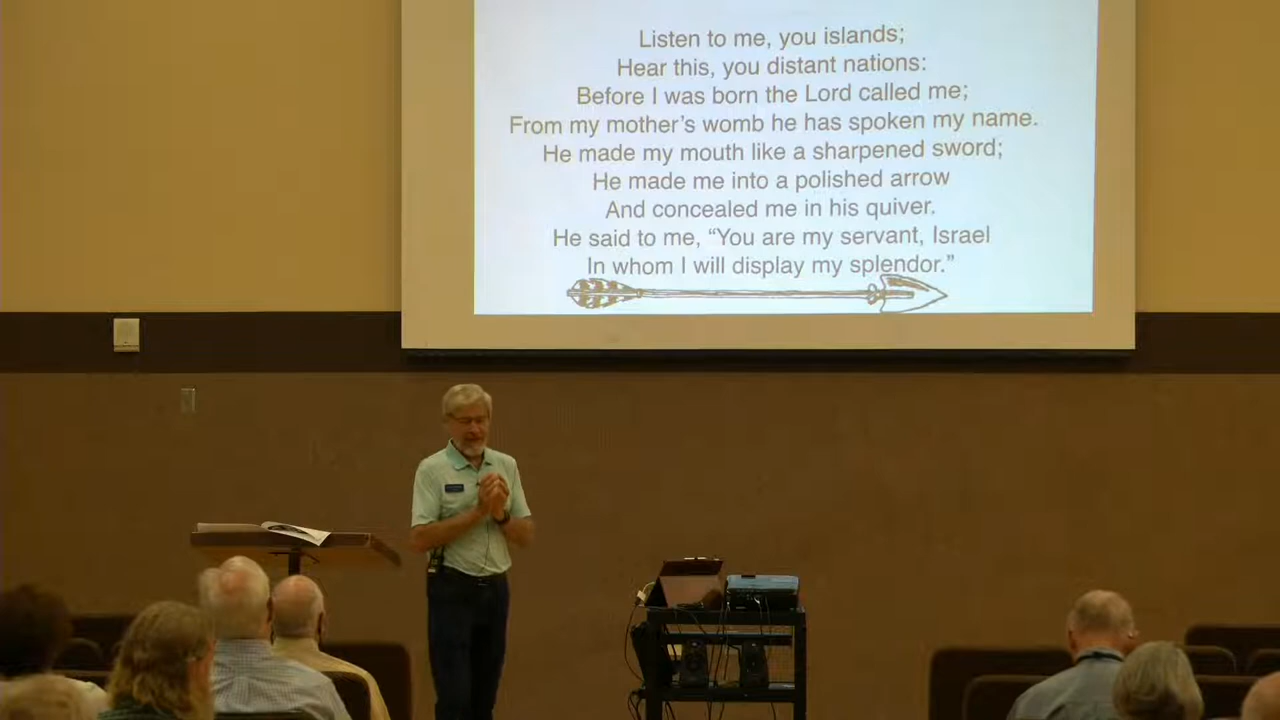 Listen to me, you islands;
Hear this, you distant nations:
Before I was born the Lord called me;
From my mother's womb he has spoken my name.
He made my mouth like a sharpened sword;
He made me into a polished arrow
And concealed me in his quiver.
He said to me, “You are my servant, Israel
In whom I will display my splendor.”